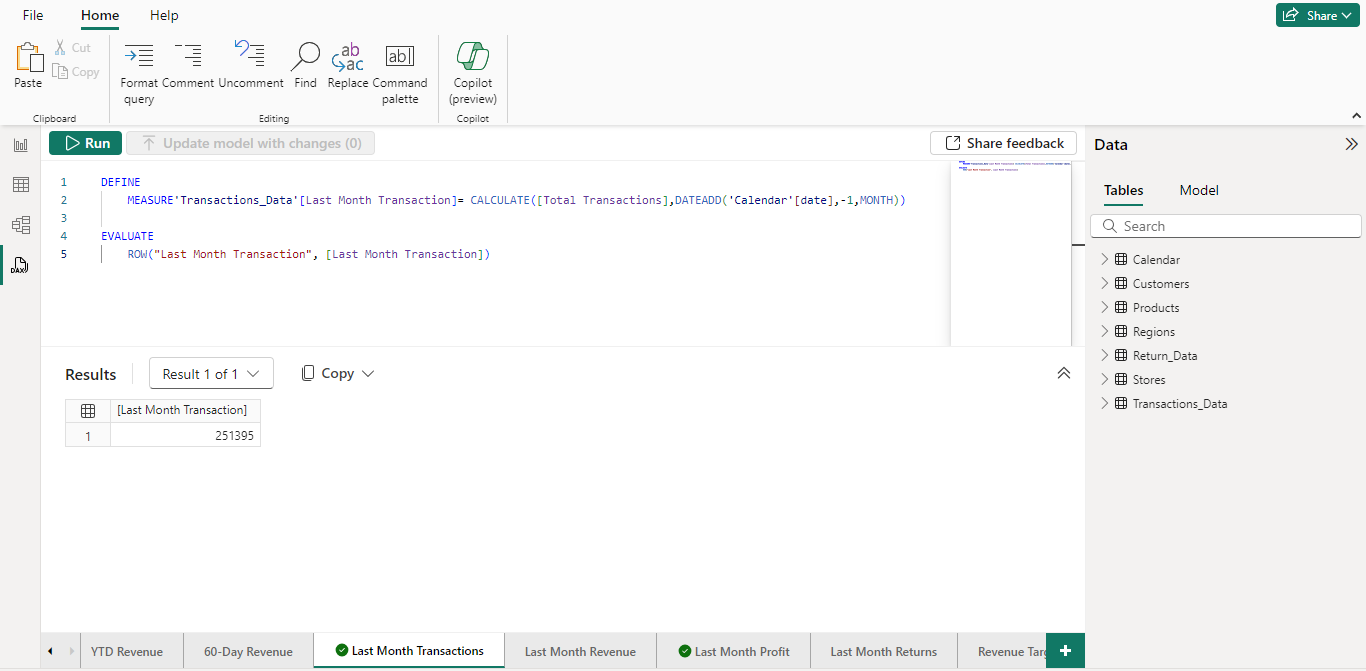 File Home Help
Share
Paste
Cut
Copy
Clipboard
Format query
Comment
Uncomment
Find
Replace
Command palette
Editing
Copilot (preview)
Copilot
Run
Update model with changes (0)
Share feedback
1 DEFINE
2 MEASURE'Transactions_Data'[Last Month Transaction]= CALCULATE([Total Transactions],DATEADD('Calendar'[date],-1,MONTH))
3
4 EVALUATE
5 ROW("Last Month Transaction", [Last Month Transaction])
Results
Result 1 of 1
Copy
[Last Month Transaction]
1 251395
Data
Tables Model
Search
Calendar
Customers
Products
Regions
Return_Data
Stores
Transactions_Data
YTD Revenue 60-Day Revenue Last Month Transactions Last Month Revenue Last Month Profit Last Month Returns Revenue Targ
DAX